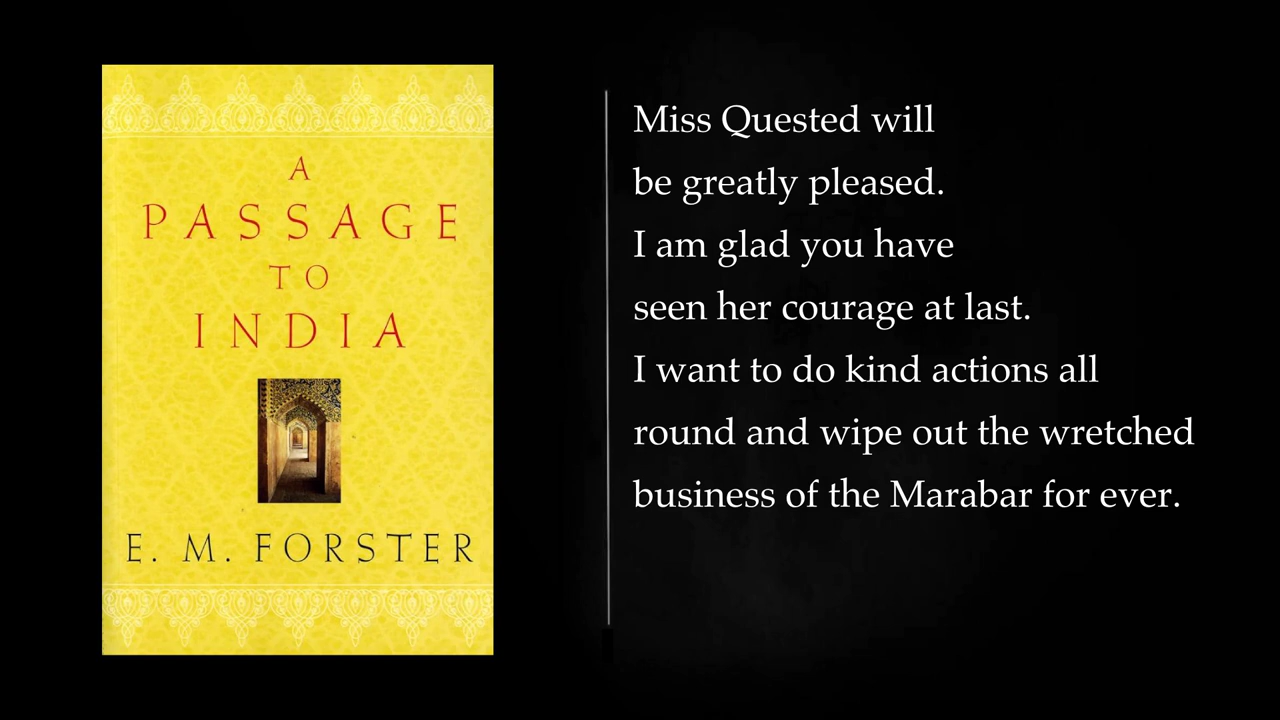 A
PASSAGE
TO
INDIA
E. M. FORSTER
Miss Quested will
be greatly pleased.
I am glad you have
seen her courage at last.
I want to do kind actions all
round and wipe out the wretched
business of the Marabar for ever.